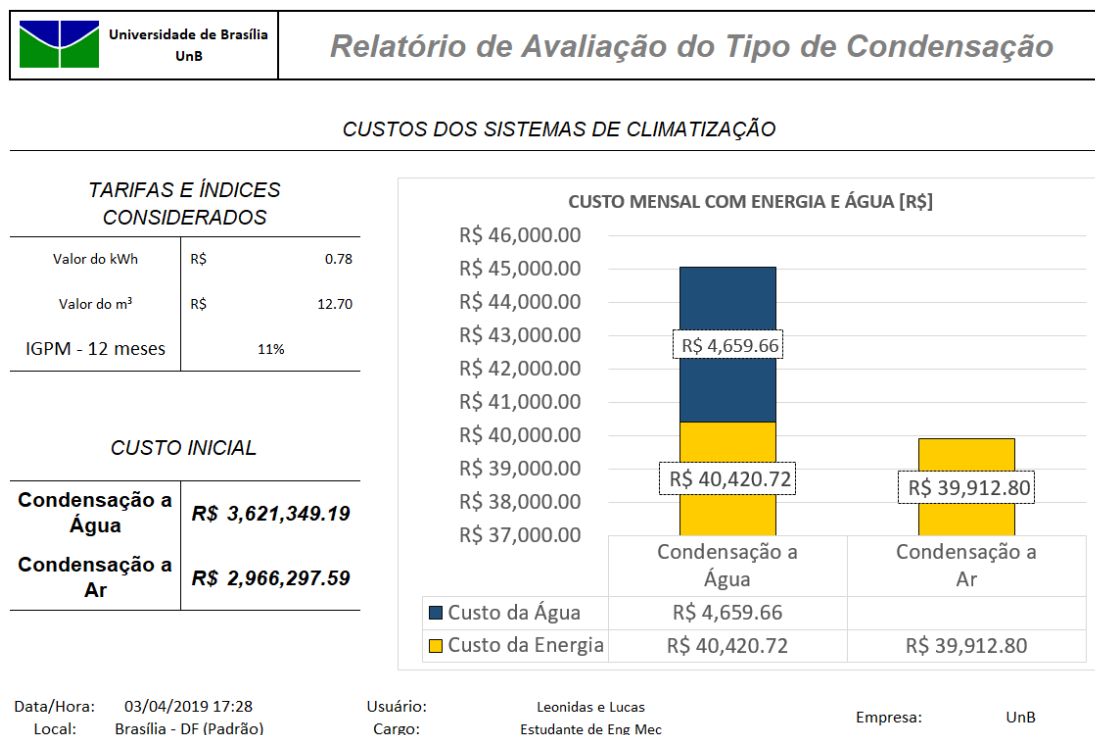 Universidade de Brasília
UnB
Relatório de Avaliação do Tipo de Condensação
CUSTOS DOS SISTEMAS DE CLIMATIZAÇÃO
TARIFAS E ÍNDICES
CONSIDERADOS
Valor do kWh R$ 0.78
Valor do m³ R$ 12.70
IGPM - 12 meses 11%
CUSTO INICIAL
Condensação a
Água
R$ 3,621,349.19
Condensação a
Ar
R$ 2,966,297.59
CUSTO MENSAL COM ENERGIA E ÁGUA [R$]
R$ 46,000.00
R$ 45,000.00
R$ 44,000.00
R$ 43,000.00
R$ 42,000.00
R$ 41,000.00
R$ 40,000.00
R$ 39,000.00
R$ 38,000.00
R$ 37,000.00
R$ 4,659.66
R$ 40,420.72
R$ 39,912.80
Condensação a
Água
Condensação a
Ar
Custo da Água R$ 4,659.66
Custo da Energia R$ 40,420.72 R$ 39,912.80
Data/Hora: 03/04/2019 17:28 Usuário: Leonidas e Lucas Empresa: UnB
Local: Brasília - DF (Padrão) Cargo: Estudante de Eng Mec